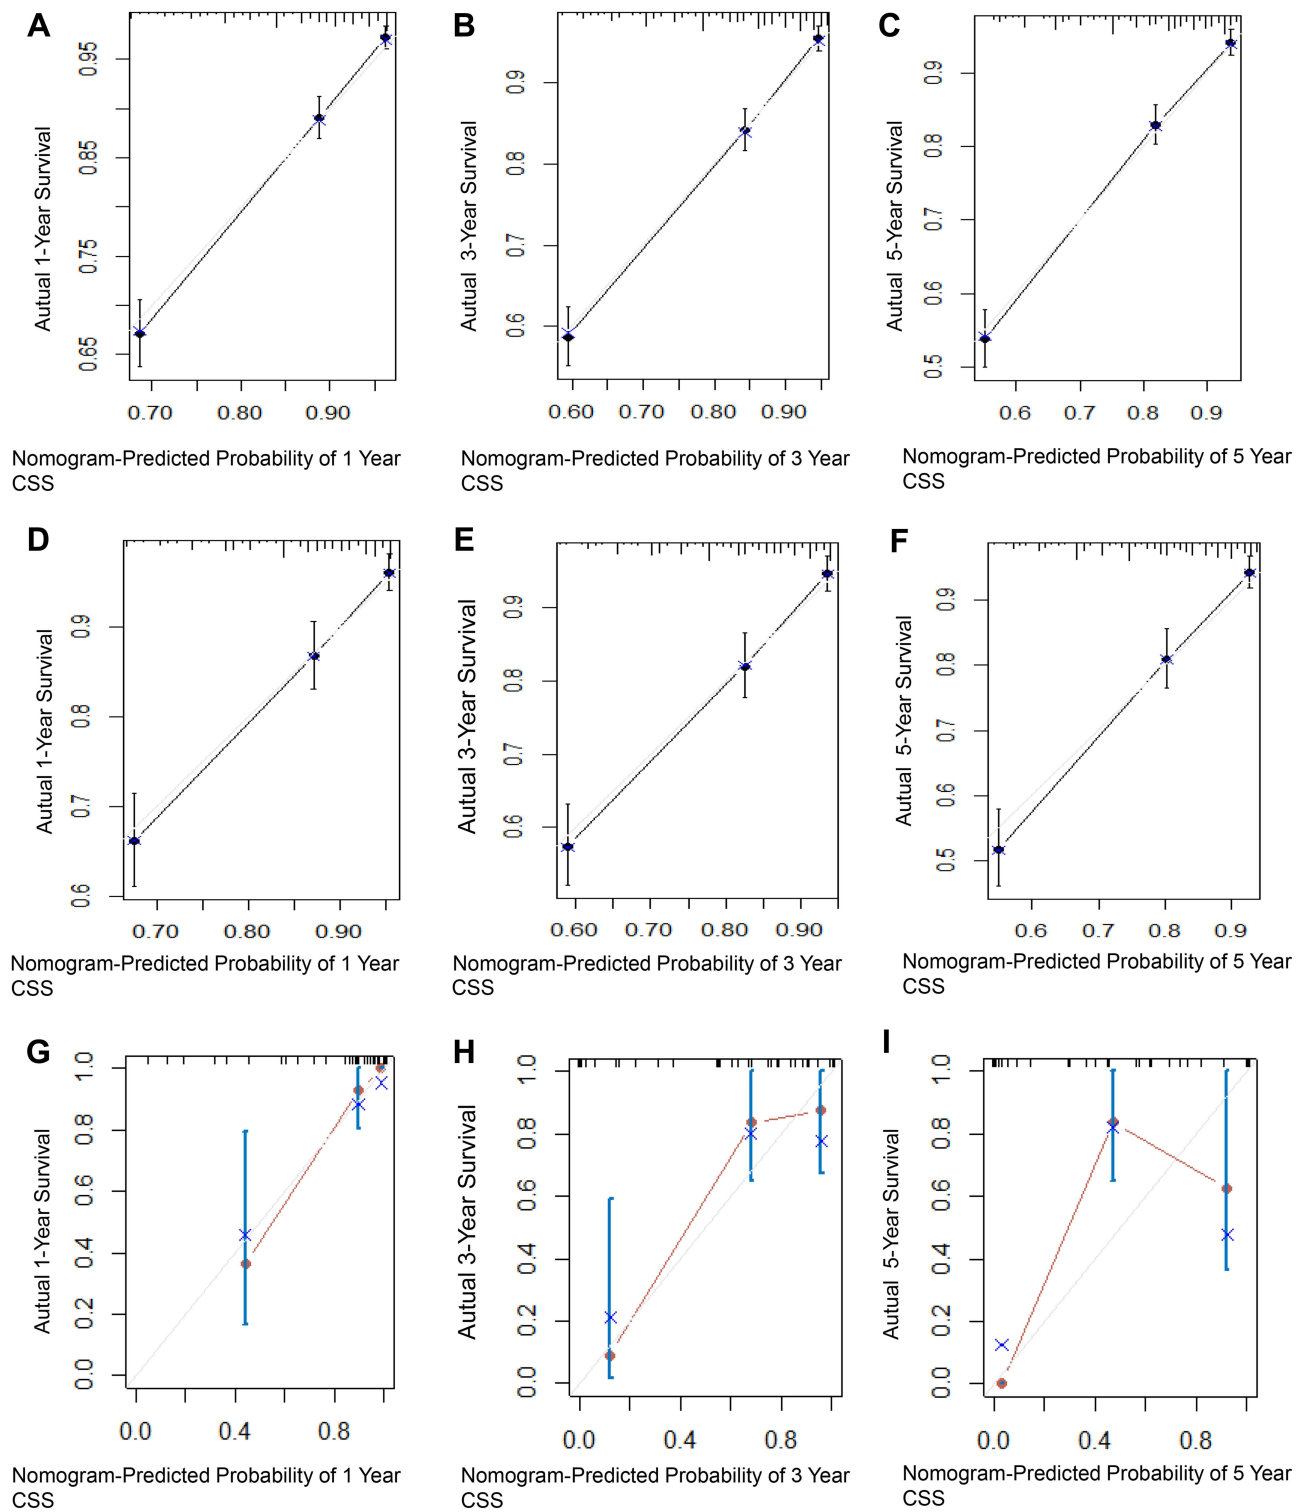 A
Autual 1-Year Survival
0.95
0.85
0.75
0.65
0.70
0.80
0.90
Nomogram-Predicted Probability of 1 Year
CSS
B
Autual 3-Year Survival
0.9
0.8
0.7
0.6
0.60
0.70
0.80
0.90
Nomogram-Predicted Probability of 3 Year
CSS
C
Autual 5-Year Survival
0.9
0.8
0.7
0.6
0.5
0.6
0.7
0.8
0.9
Nomogram-Predicted Probability of 5 Year
CSS
D
Autual 1-Year Survival
0.9
0.8
0.7
0.6
0.70
0.80
0.90
Nomogram-Predicted Probability of 1 Year
CSS
E
Autual 3-Year Survival
0.9
0.8
0.7
0.6
0.60
0.70
0.80
0.90
Nomogram-Predicted Probability of 3 Year
CSS
F
Autual 5-Year Survival
0.9
0.8
0.7
0.6
0.5
0.6
0.7
0.8
0.9
Nomogram-Predicted Probability of 5 Year
CSS
G
Autual 1-Year Survival
1.0
0.8
0.6
0.4
0.2
0.0
0.0
0.4
0.8
Nomogram-Predicted Probability of 1 Year
CSS
H
Autual 3-Year Survival
1.0
0.8
0.6
0.4
0.2
0.0
0.0
0.4
0.8
Nomogram-Predicted Probability of 3 Year
CSS
I
Autual 5-Year Survival
1.0
0.8
0.6
0.4
0.2
0.0
0.0
0.4
0.8
Nomogram-Predicted Probability of 5 Year
CSS